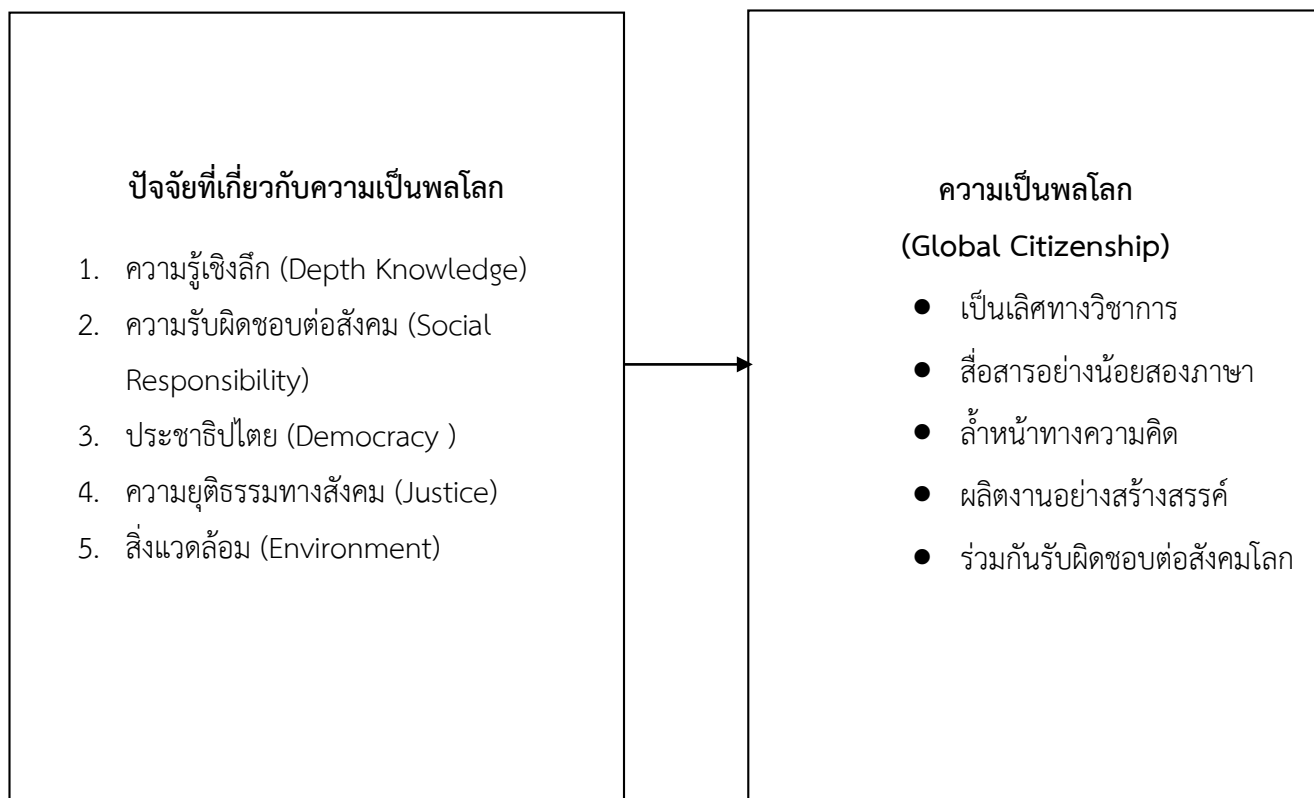 ปัจจัยที่เกี่ยวกับความเป็นพลโลก
1. ความรู้เชิงลึก (Depth Knowledge)
2. ความรับผิดชอบต่อสังคม (Social
Responsibility)
3. ประชาธิปไตย (Democracy )
4. ความยุติธรรมทางสังคม (Justice)
5. สิ่งแวดล้อม (Environment)
ความเป็นพลโลก
(Global Citizenship)
● เป็นเลิศทางวิชาการ
● สื่อสารอย่างน้อยสองภาษา
● ล้ำหน้าทางความคิด
● ผลิตงานอย่างสร้างสรรค์
● ร่วมกันรับผิดชอบต่อสังคมโลก